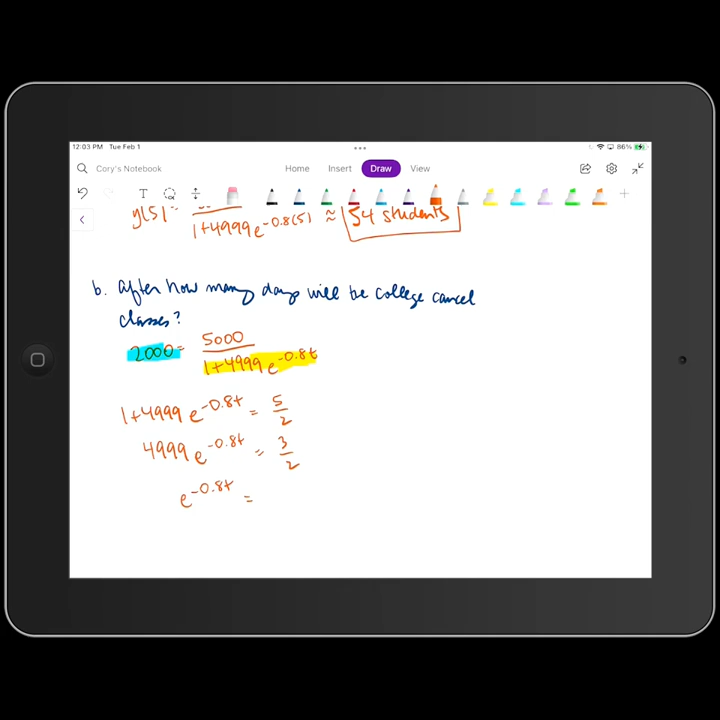 12:03 PM Tue Feb 1
86%
Cory's Notebook
Home Insert Draw View
y(5) =
1+4999e^-0.8(5) ≈ 54 students
b. After how many days will be college cancel
classes?
2000 = 5000 / 1+4999e^-0.8t
1+4999e^-0.8t = 5/2
4999e^-0.8t = 3/2
e^-0.8t =